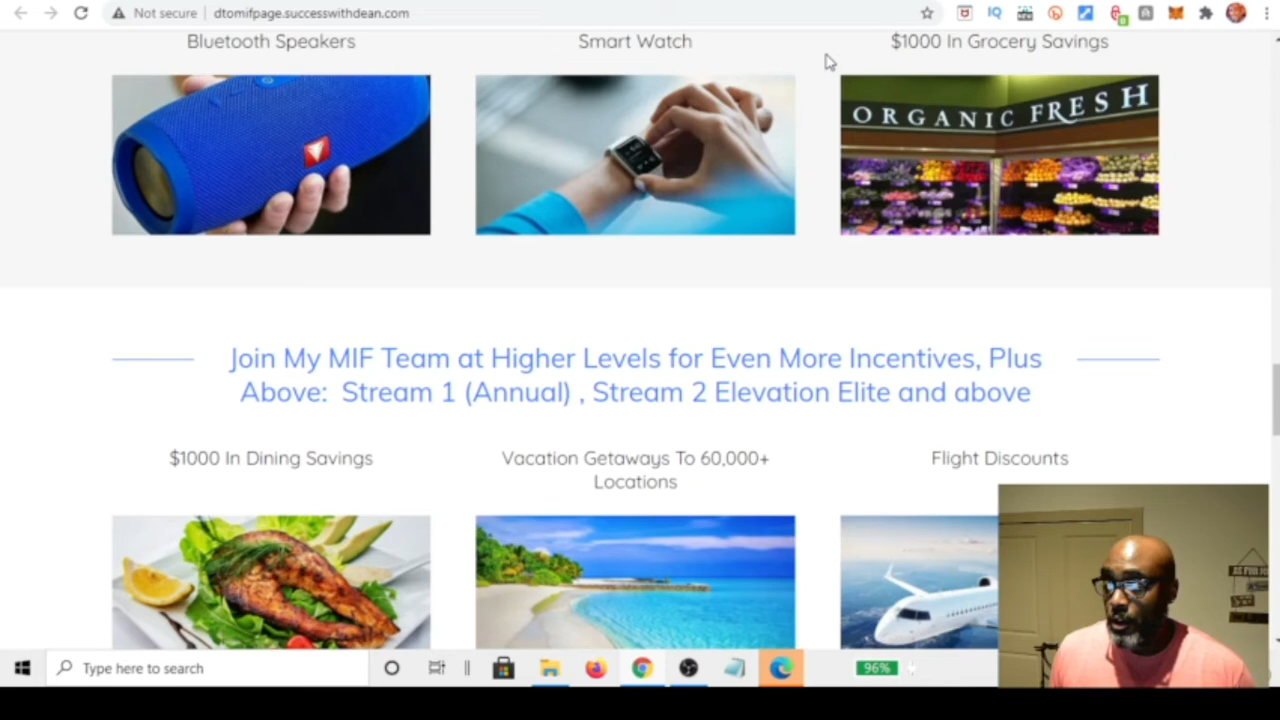 Not secure | dtomifpage.successwithdean.com
Bluetooth Speakers
Smart Watch
$1000 In Grocery Savings
ORGANIC FRESH
Join My MIF Team at Higher Levels for Even More Incentives, Plus
Above: Stream 1 (Annual) , Stream 2 Elevation Elite and above
$1000 In Dining Savings
Vacation Getaways To 60,000+
Locations
Flight Discounts
Type here to search
96%